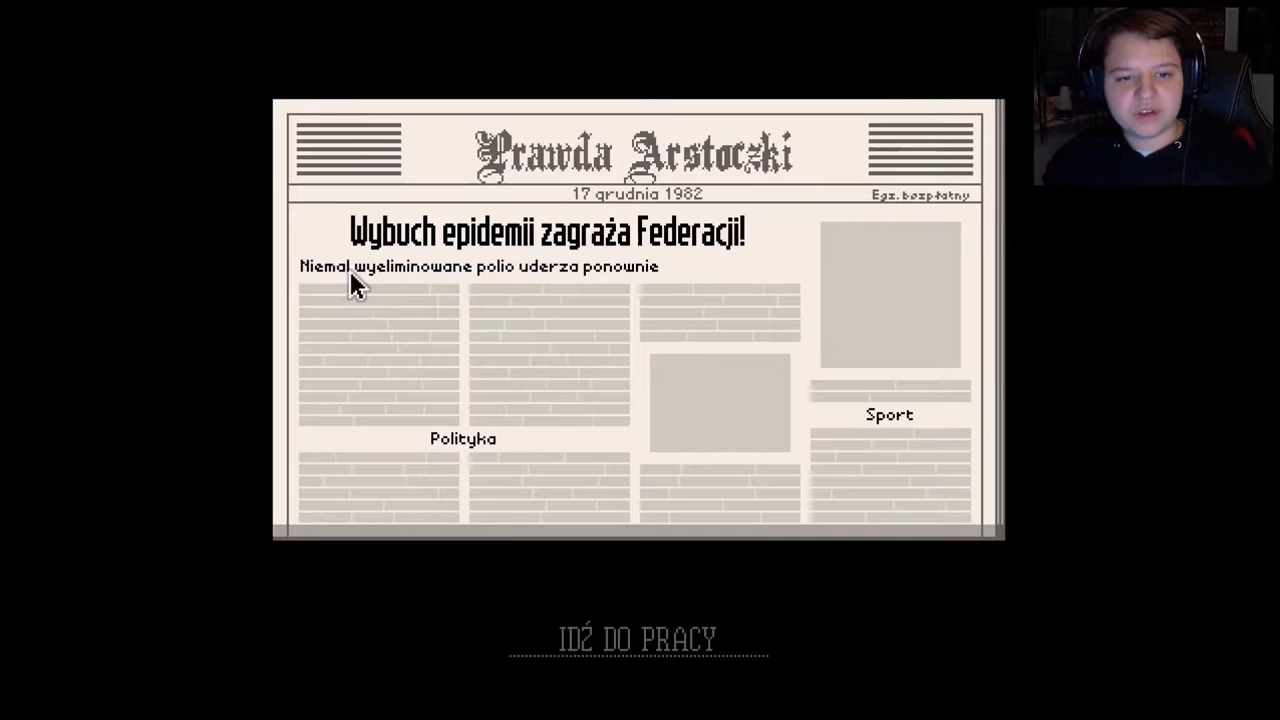 Prawda Arstoczki
17 grudnia 1982
Egz. bezpłatny
Wybuch epidemii zagraża Federacji!
Niemal wyeliminowane polio uderza ponownie
Polityka
Sport
IDŹ DO PRACY